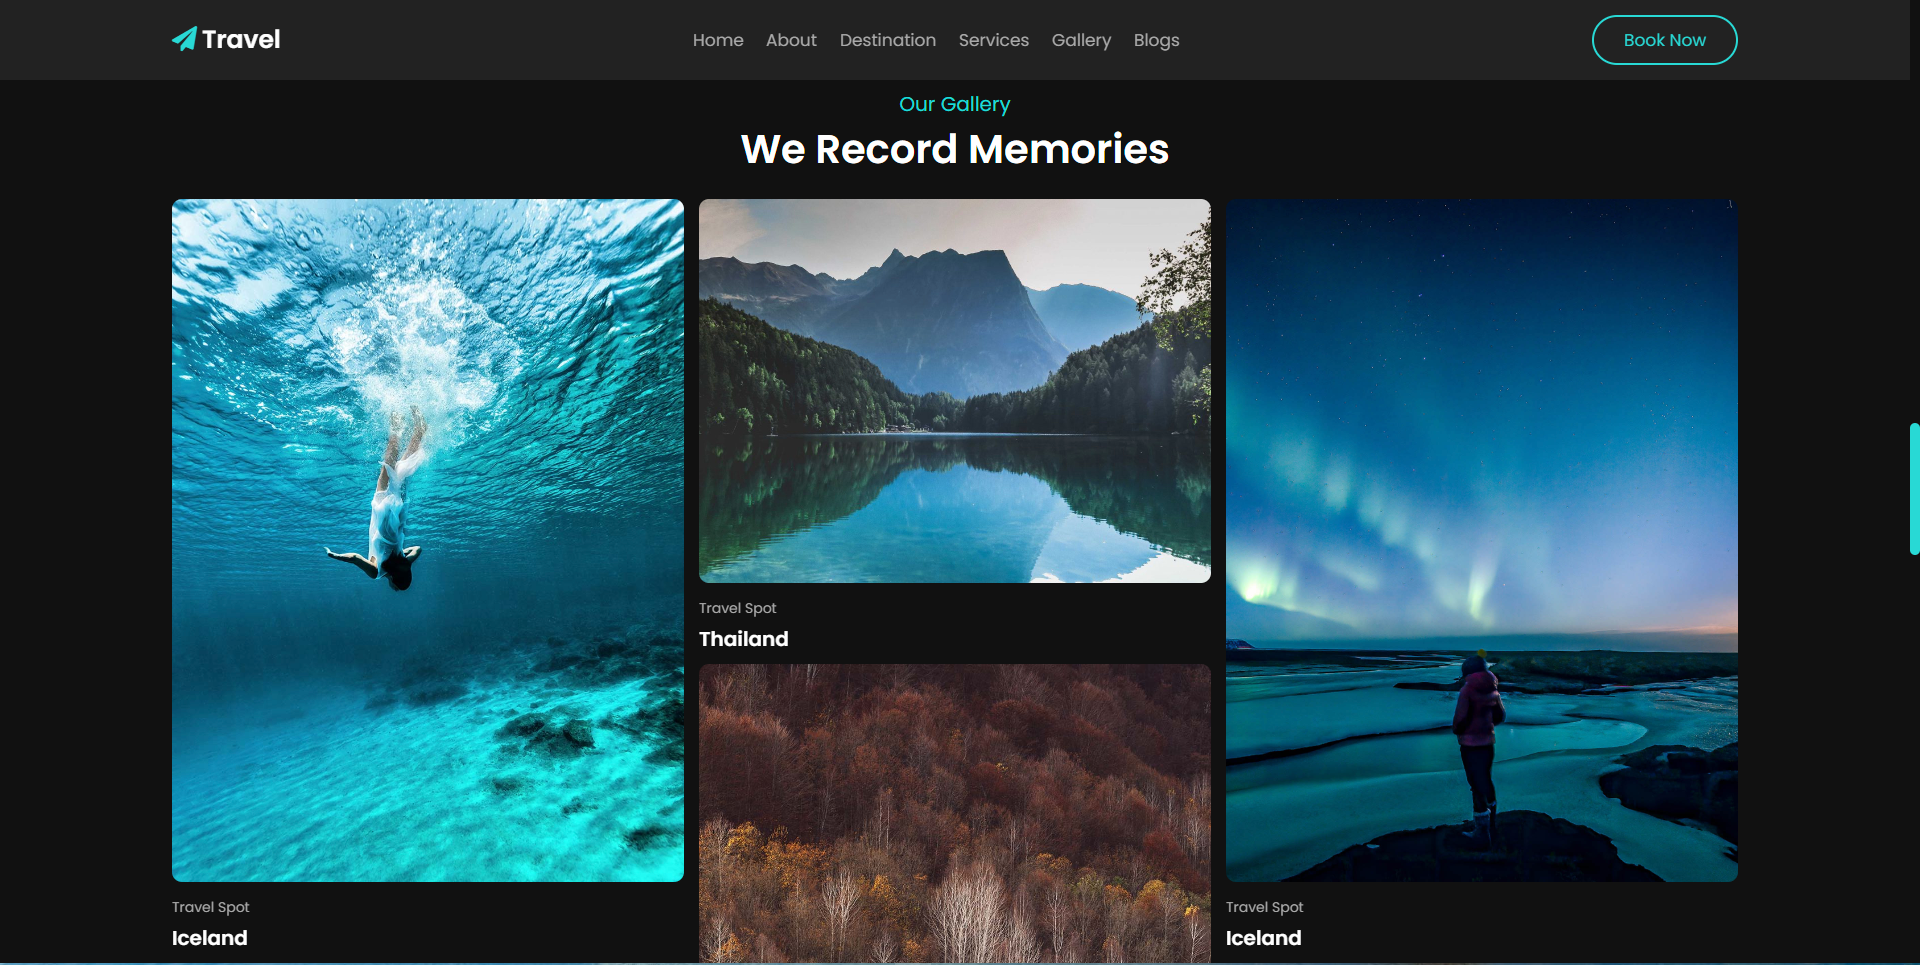 Travel
Home About Destination Services Gallery Blogs
Book Now
Our Gallery
We Record Memories
Travel Spot
Thailand
Travel Spot
Iceland
Travel Spot
Iceland